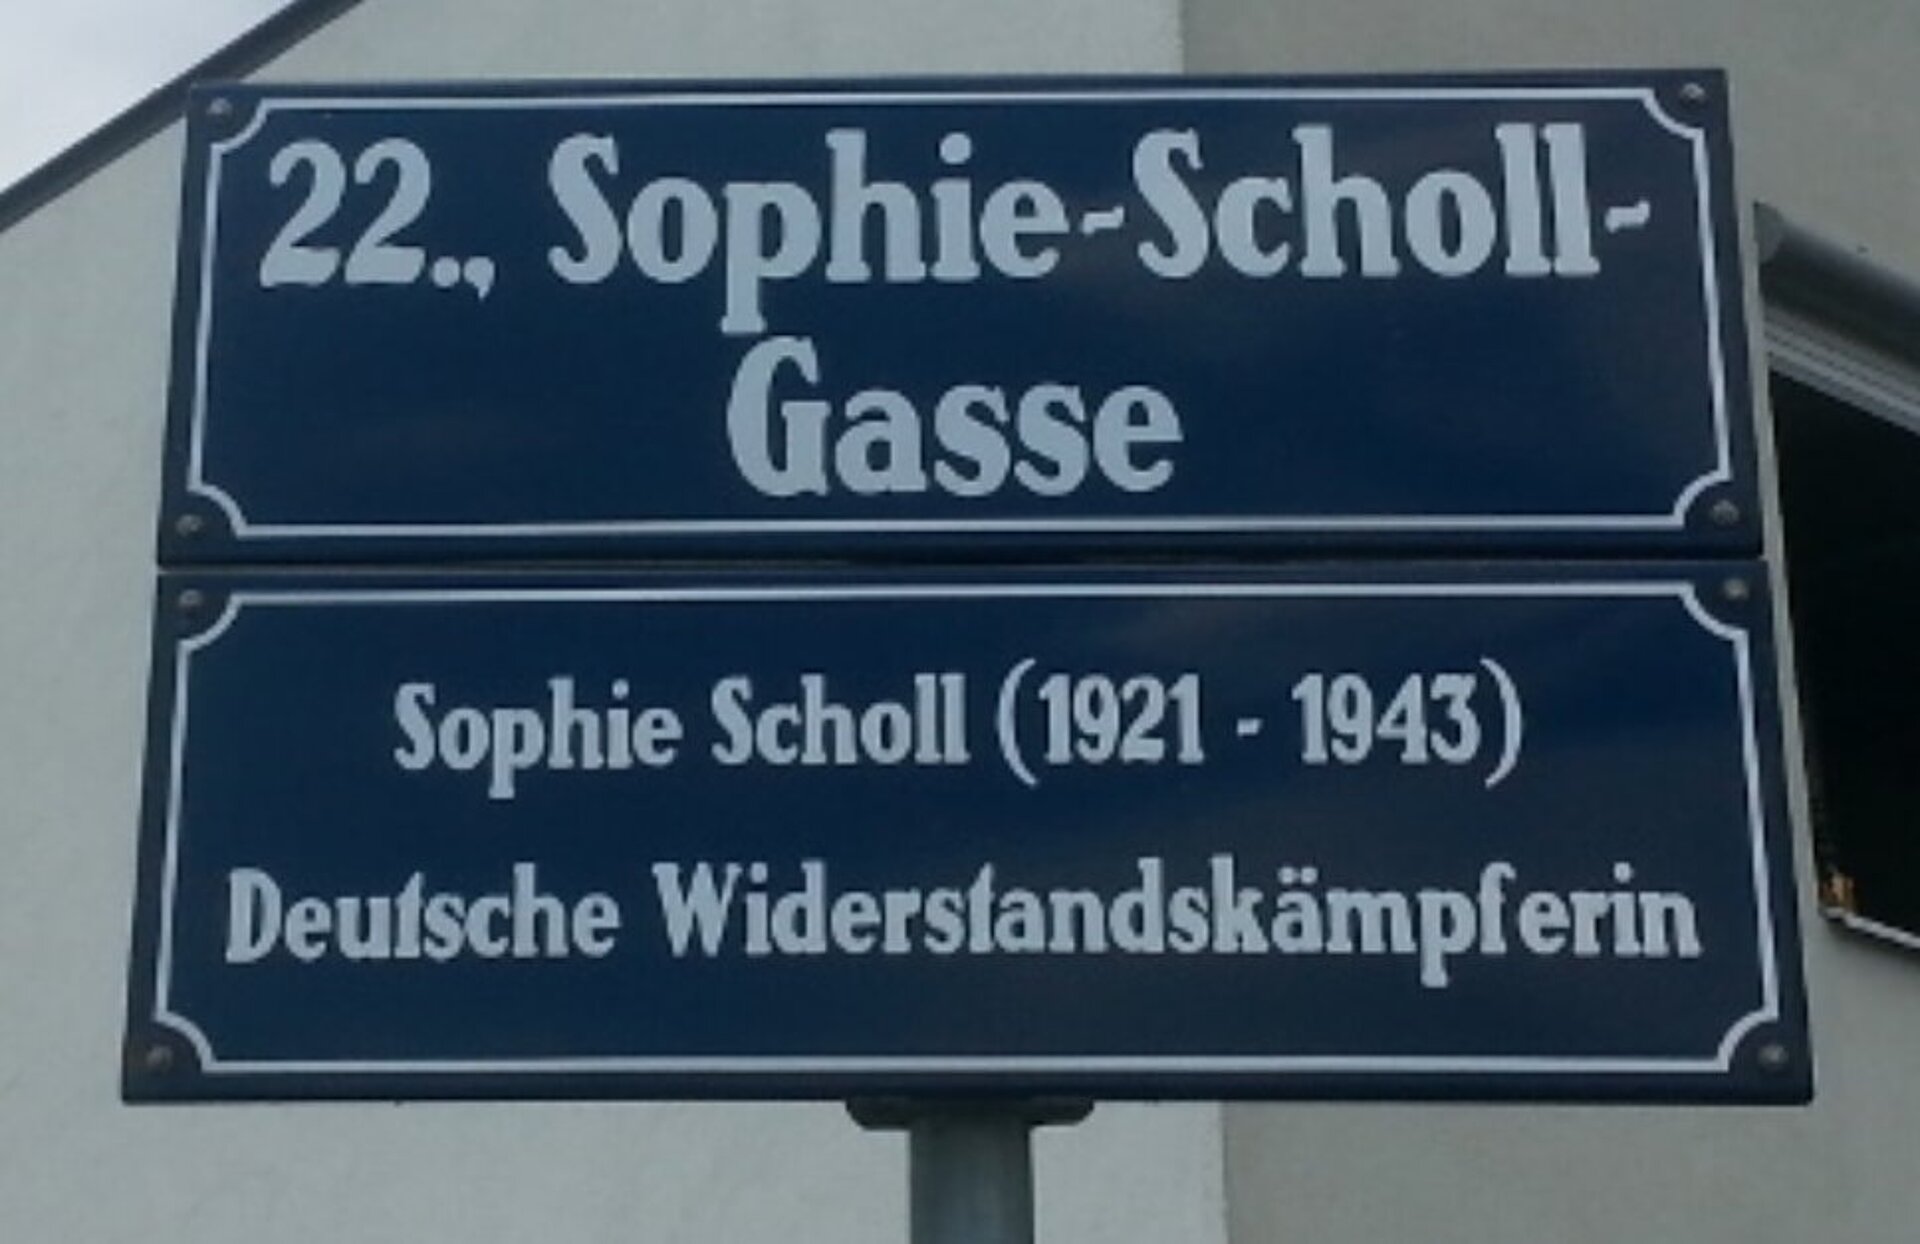 22., Sophie-Scholl-
Gasse
Sophie Scholl (1921 - 1943)
Deutsche Widerstandskämpferin